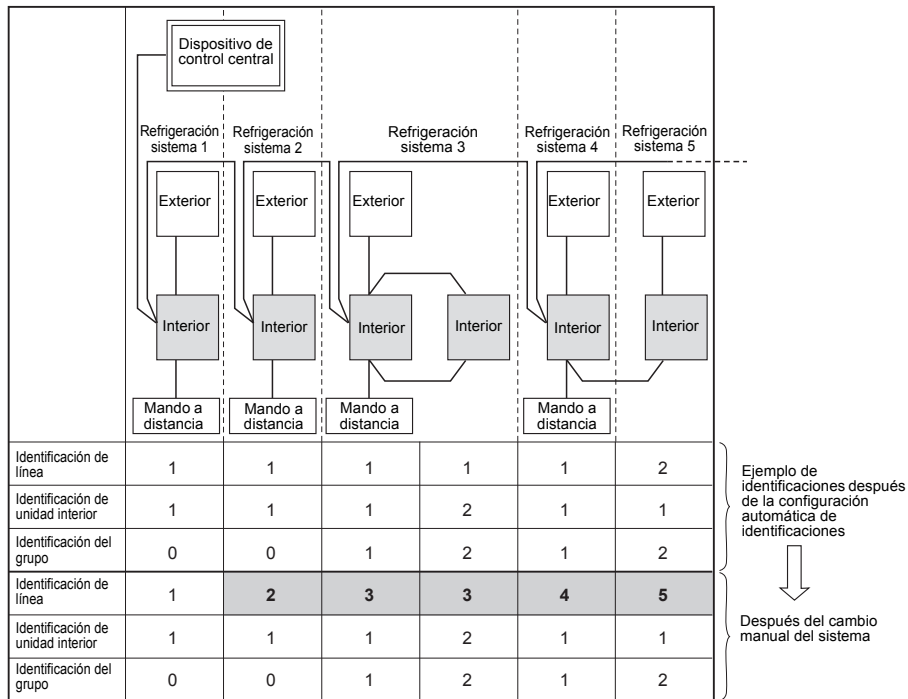 Dispositivo de
control central
Refrigeración
sistema 1
Refrigeración
sistema 2
Refrigeración
sistema 3
Refrigeración
sistema 4
Refrigeración
sistema 5
Exterior
Exterior
Exterior
Exterior
Exterior
Interior
Interior
Interior
Interior
Interior
Interior
Mando a
distancia
Mando a
distancia
Mando a
distancia
Mando a
distancia
Identificación de
línea
1 1 1 1 1 2
Identificación de
unidad interior
1 1 1 2 1 1
Identificación del
grupo
0 0 1 2 1 2
Ejemplo de
identificaciones después
de la configuración
automática de
identificaciones
Identificación de
línea
1 2 3 3 4 5
Identificación de
unidad interior
1 1 1 2 1 1
Identificación del
grupo
0 0 1 2 1 2
Después del cambio
manual del sistema